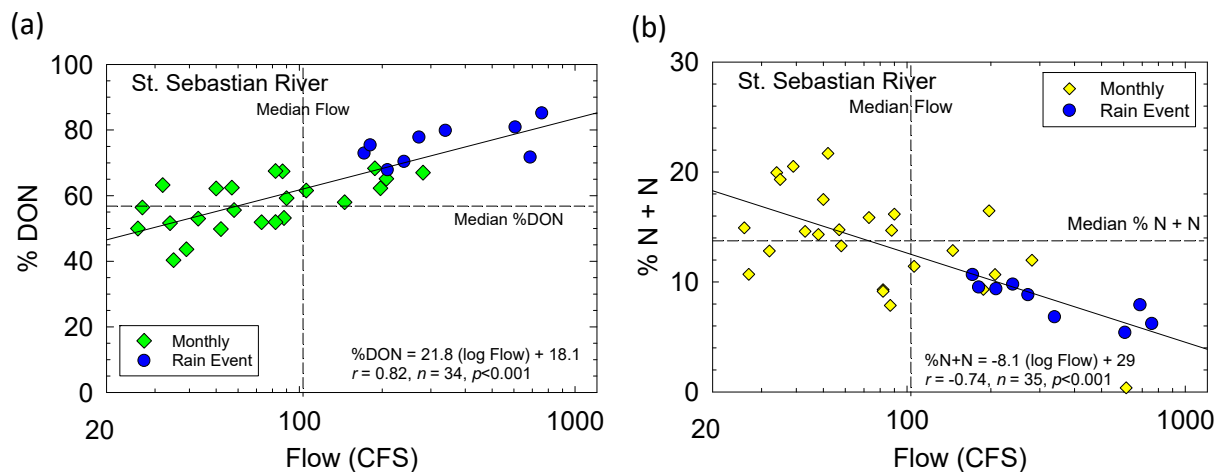 (a)
St. Sebastian River
Median Flow
Median %DON
Monthly
Rain Event
%DON = 21.8 (log Flow) + 18.1
r = 0.82, n = 34, p<0.001
% DON
100
80
60
40
20
0
20
100
1000
Flow (CFS)
(b)
St. Sebastian River
Median Flow
Monthly
Rain Event
Median % N + N
%N+N = -8.1 (log Flow) + 29
r = -0.74, n = 35, p<0.001
% N + N
30
20
10
0
20
100
1000
Flow (CFS)